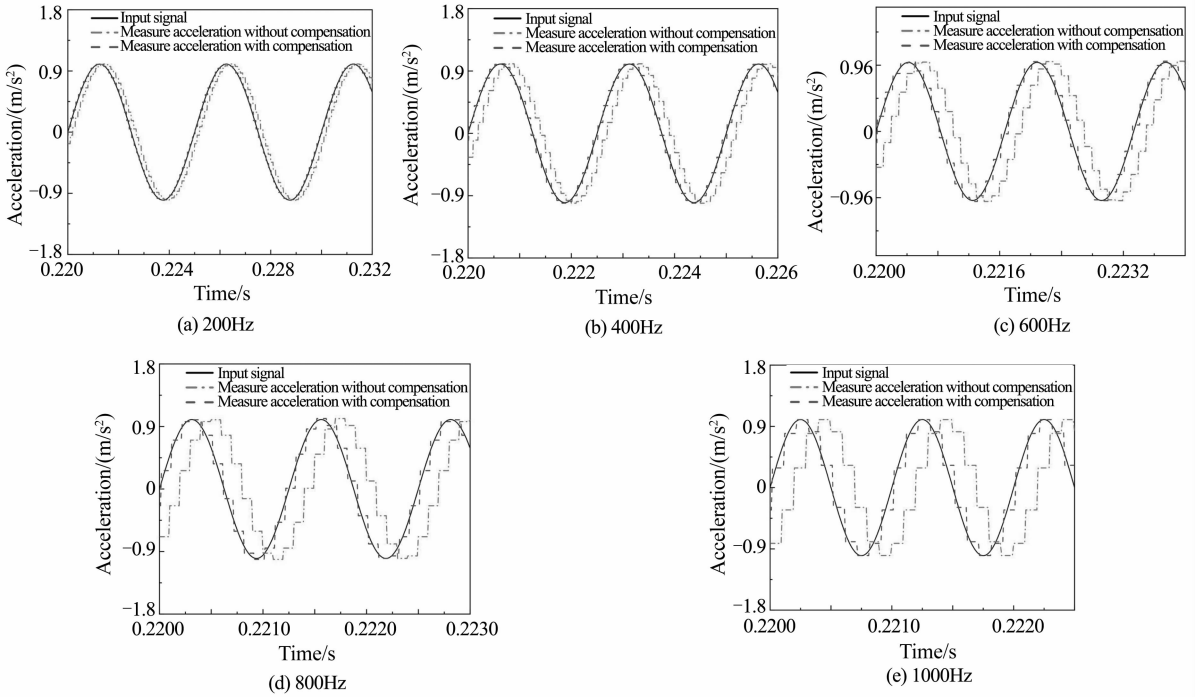 1.8
Input signal
Measure acceleration without compensation
Measure acceleration with compensation
0.9
0
−0.9
−1.8
Acceleration/(m/s²)
0.220
0.224
0.228
0.232
Time/s
(a) 200Hz
1.8
Input signal
Measure acceleration without compensation
Measure acceleration with compensation
0.9
0
−0.9
−1.8
Acceleration/(m/s²)
0.220
0.222
0.224
0.226
Time/s
(b) 400Hz
Input signal
Measure acceleration without compensation
Measure acceleration with compensation
0.96
0
−0.96
Acceleration/(m/s²)
0.2200
0.2216
0.2232
Time/s
(c) 600Hz
1.8
Input signal
Measure acceleration without compensation
Measure acceleration with compensation
0.9
0
−0.9
−1.8
Acceleration/(m/s²)
0.2200
0.2210
0.2220
0.2230
Time/s
(d) 800Hz
1.8
Input signal
Measure acceleration without compensation
Measure acceleration with compensation
0.9
0
−0.9
−1.8
Acceleration/(m/s²)
0.2200
0.2210
0.2220
Time/s
(e) 1000Hz